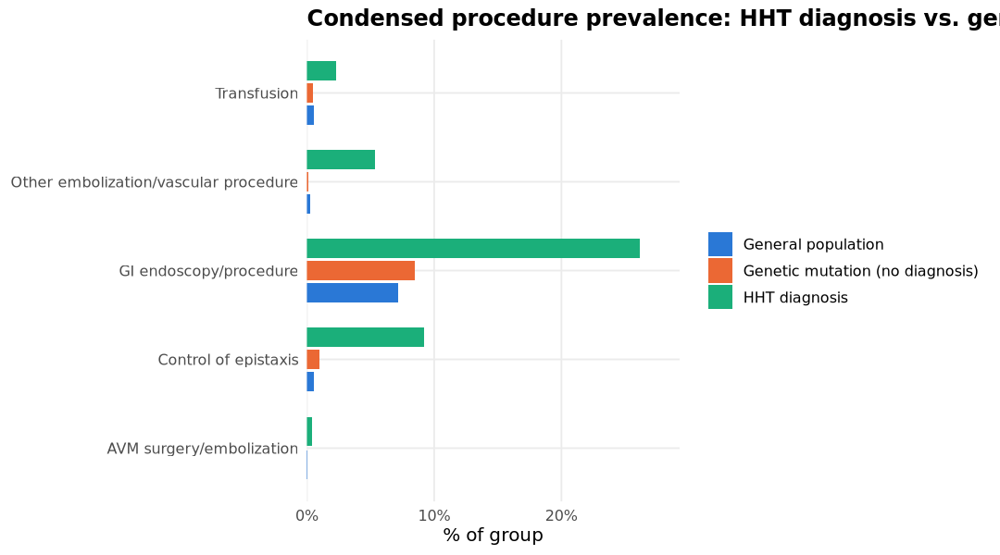 Condensed procedure prevalence: HHT diagnosis vs.
Transfusion
Other embolization/vascular procedure
GI endoscopy/procedure
Control of epistaxis
AVM surgery/embolization
0% 10% 20%
% of group
General population
Genetic mutation (no diagnosis)
HHT diagnosis